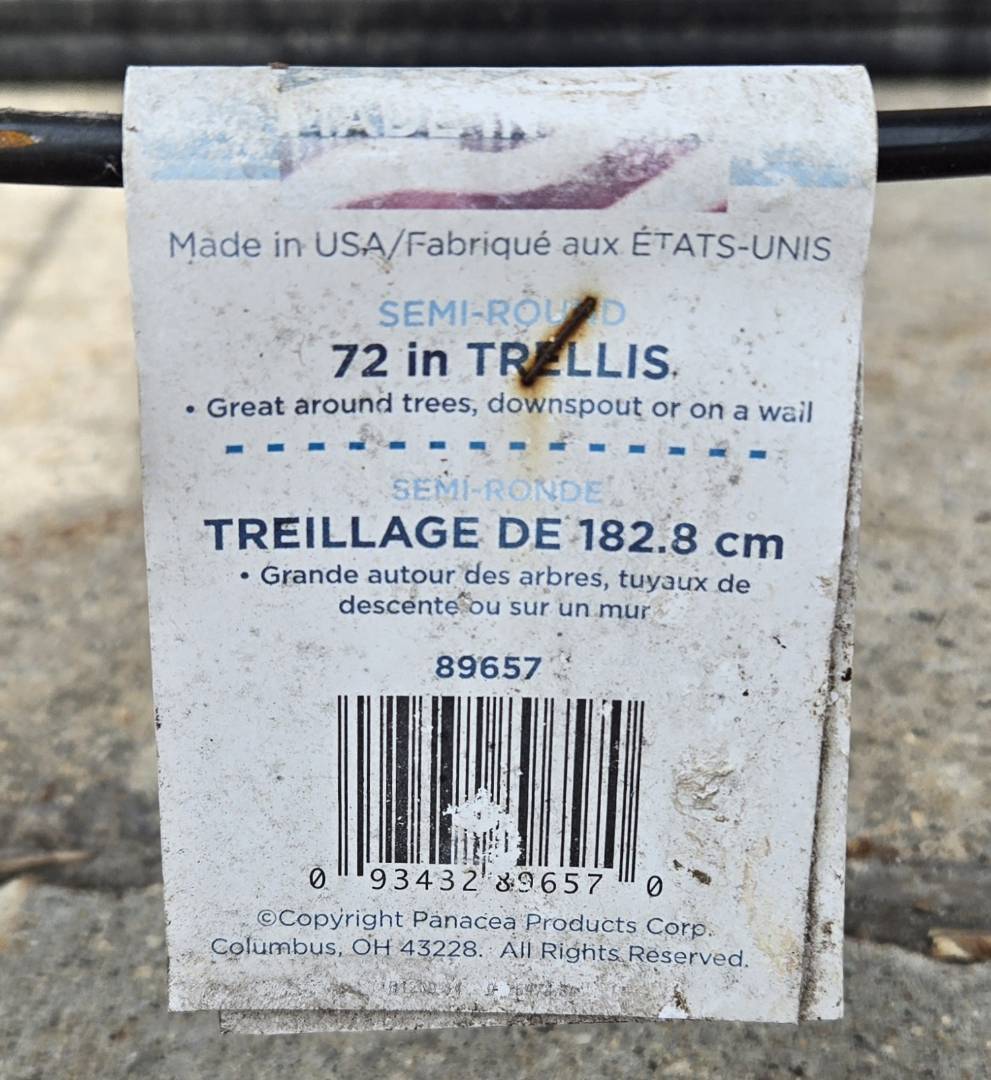 MADE IN
Made in USA/Fabriqué aux ÉTATS-UNIS
SEMI-ROUND
72 in TRELLIS
• Great around trees, downspout or on a wall
SEMI-RONDE
TREILLAGE DE 182.8 cm
• Grande autour des arbres, tuyaux de
descente ou sur un mur
89657
0 93432 89657 0
©Copyright Panacea Products Corp.
Columbus, OH 43228. All Rights Reserved.